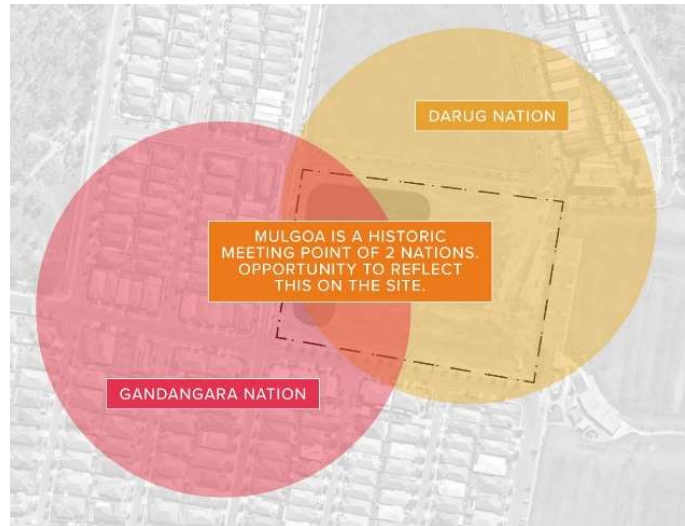 DARUG NATION
MULGOA IS A HISTORIC
MEETING POINT OF 2 NATIONS.
OPPORTUNITY TO REFLECT
THIS ON THE SITE.
GANDANGARA NATION